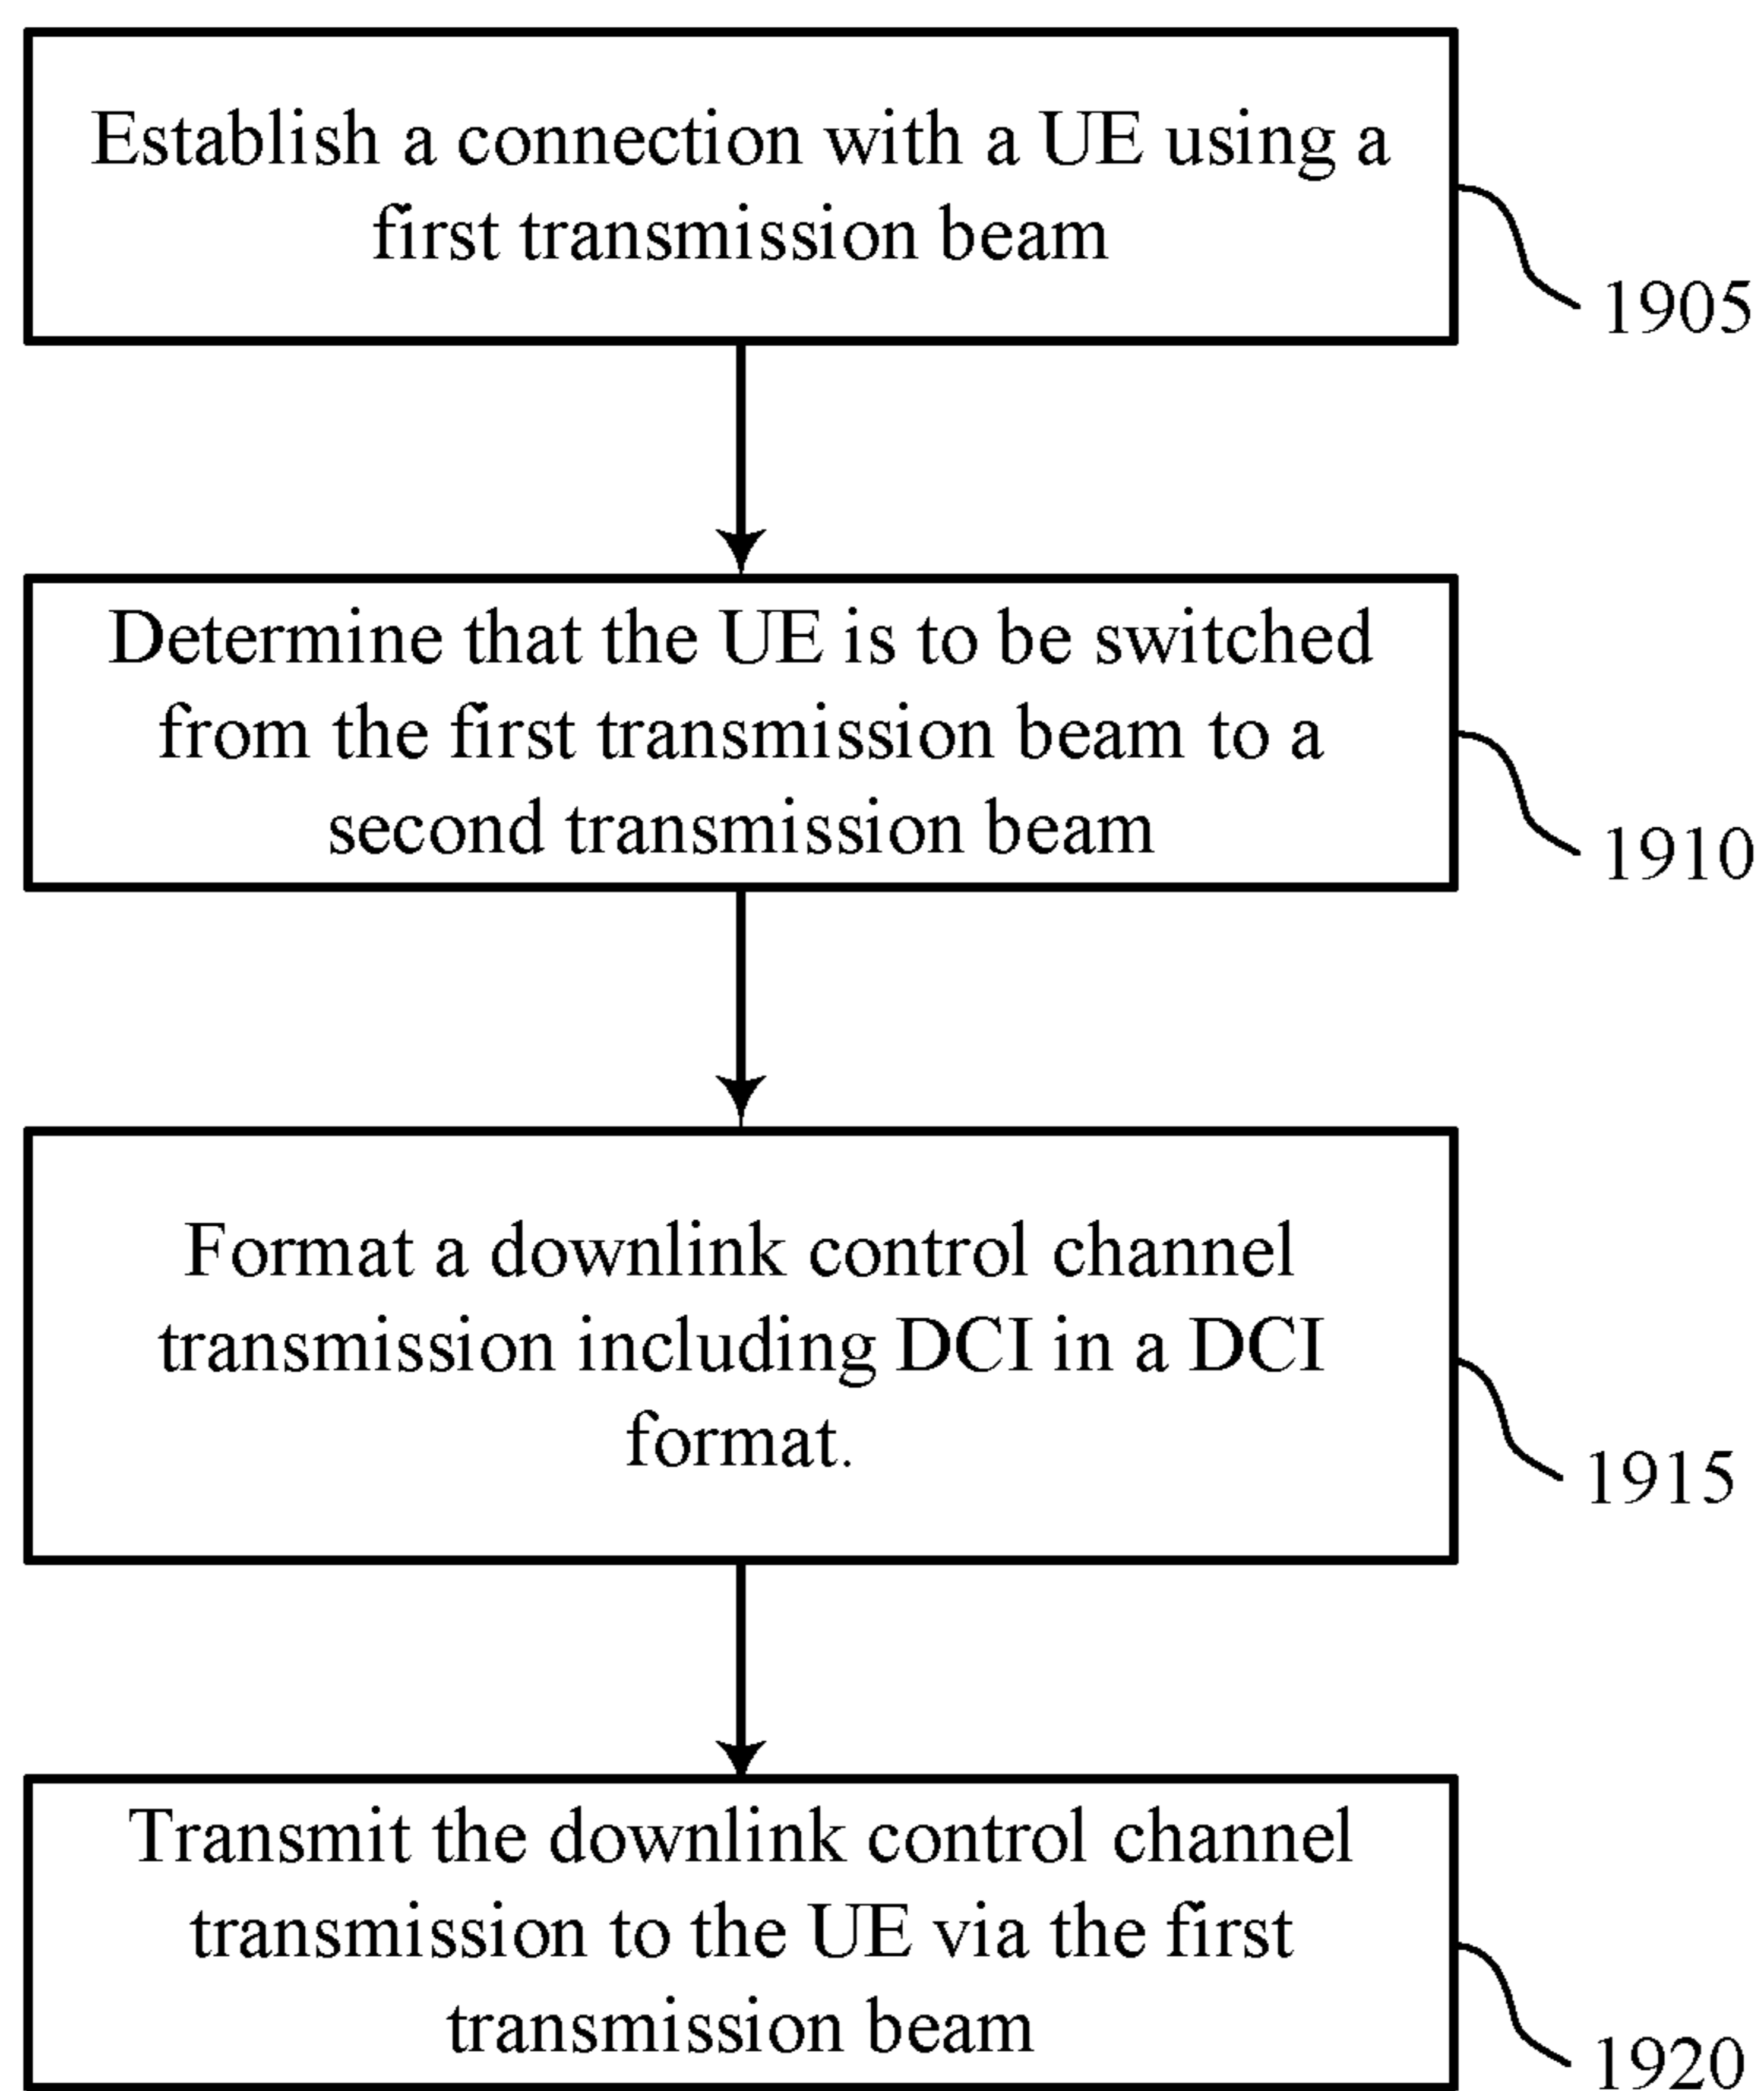 Establish a connection with a UE using a
first transmission beam
1905
Determine that the UE is to be switched
from the first transmission beam to a
second transmission beam
1910
Format a downlink control channel
transmission including DCI in a DCI
format.
1915
Transmit the downlink control channel
transmission to the UE via the first
transmission beam
1920